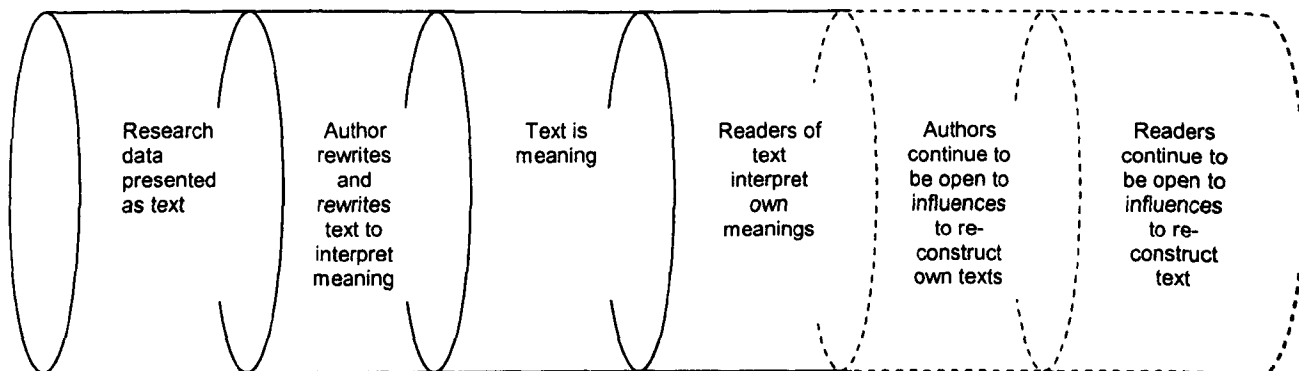 Research
data
presented
as text
Author
rewrites
and
rewrites
text to
interpret
meaning
Text is
meaning
Readers of
text
interpret
own
meanings
Authors
continue to
be open to
influences
to re-
construct
own texts
Readers
continue to
be open to
influences
to re-
construct
text